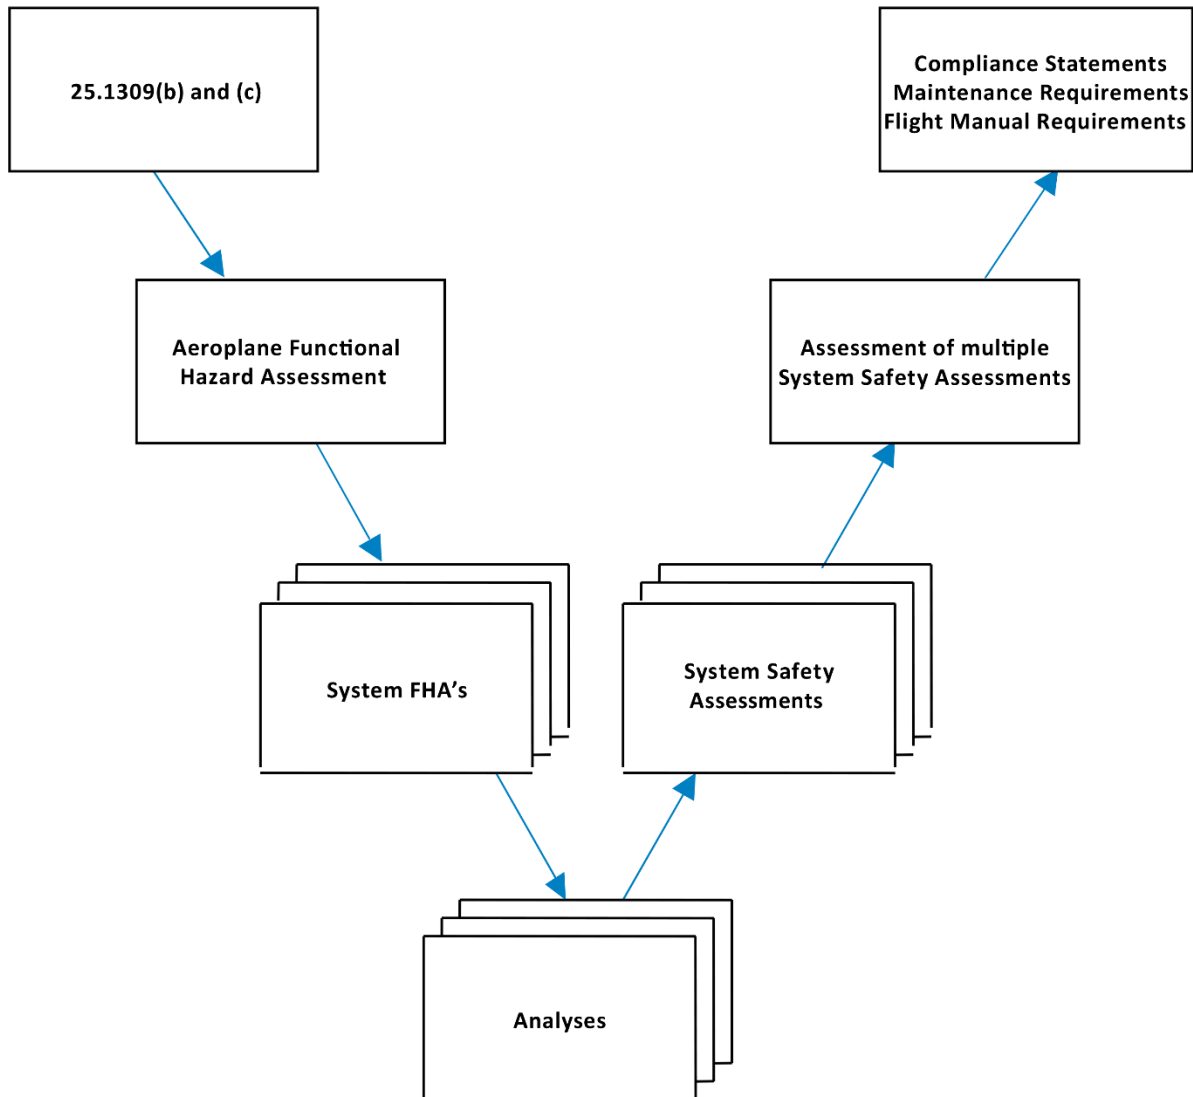 25.1309(b) and (c)
Compliance Statements
Maintenance Requirements
Flight Manual Requirements
Aeroplane Functional
Hazard Assessment
Assessment of multiple
System Safety Assessments
System FHA’s
System Safety
Assessments
Analyses